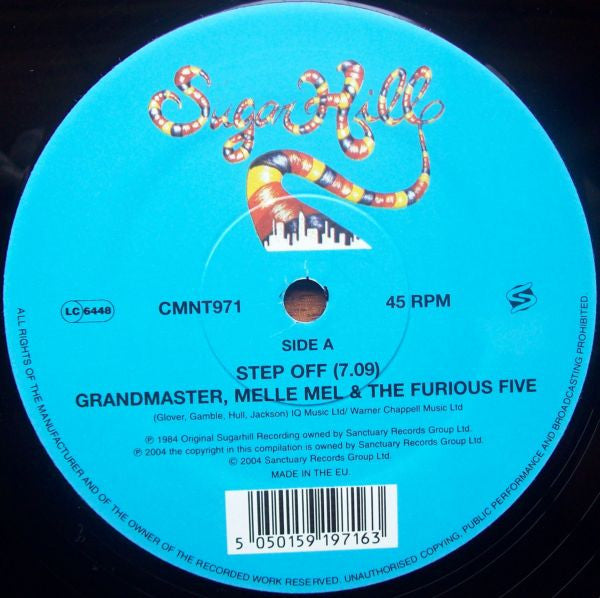 Sugar Hill
LC 6448
CMNT971
45 RPM
S
SIDE A
STEP OFF (7.09)
GRANDMASTER, MELLE MEL & THE FURIOUS FIVE
(Glover, Gamble, Hull, Jackson) IQ Music Ltd/ Warner Chappell Music Ltd
℗ 1984 Original Sugarhill Recording owned by Sanctuary Records Group Ltd.
℗ 2004 the copyright in this compilation is owned by Sanctuary Records Group Ltd.
© 2004 Sanctuary Records Group Ltd.
MADE IN THE EU.
5 050159 197163
ALL RIGHTS OF THE MANUFACTURER AND OF THE OWNER OF THE RECORDED WORK RESERVED. UNAUTHORISED COPYING, PUBLIC PERFORMANCE AND BROADCASTING PROHIBITED.